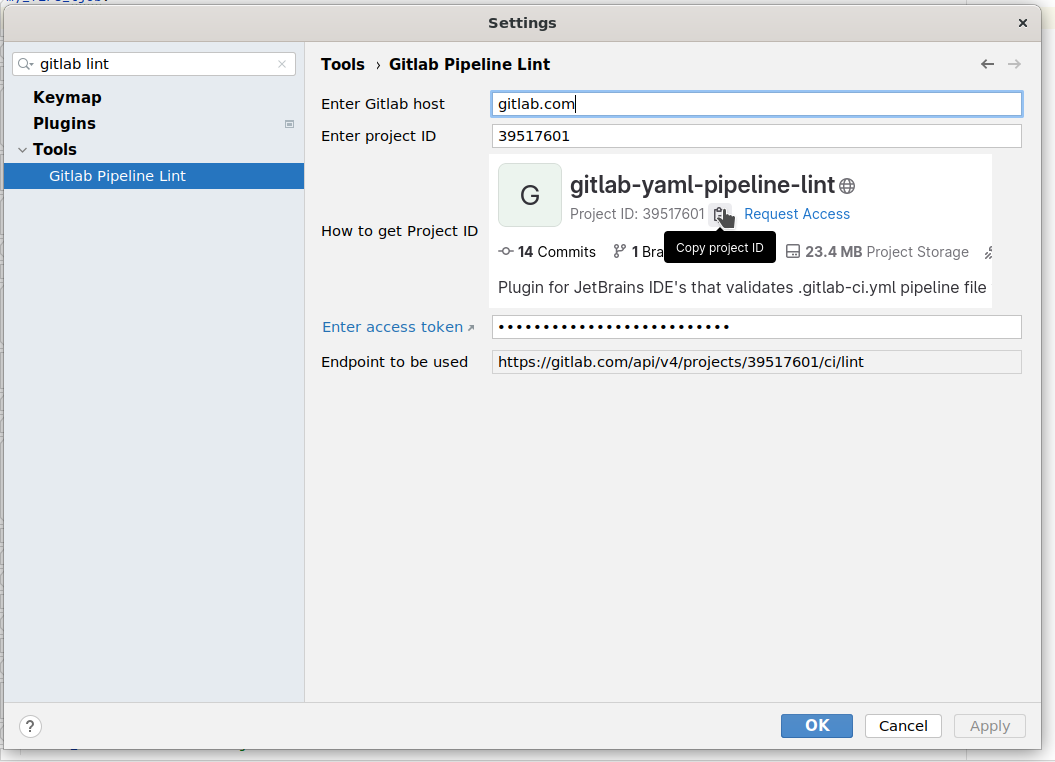 Settings
gitlab lint
Keymap
Plugins
Tools
Gitlab Pipeline Lint
Tools › Gitlab Pipeline Lint
Enter Gitlab host gitlab.com
Enter project ID 39517601
How to get Project ID
G
gitlab-yaml-pipeline-lint
Project ID: 39517601 Request Access
Copy project ID
14 Commits 1 Bra 23.4 MB Project Storage
Plugin for JetBrains IDE's that validates .gitlab-ci.yml pipeline file
Enter access token ↗ ••••••••••••••••••••••••••
Endpoint to be used https://gitlab.com/api/v4/projects/39517601/ci/lint
? OK Cancel Apply